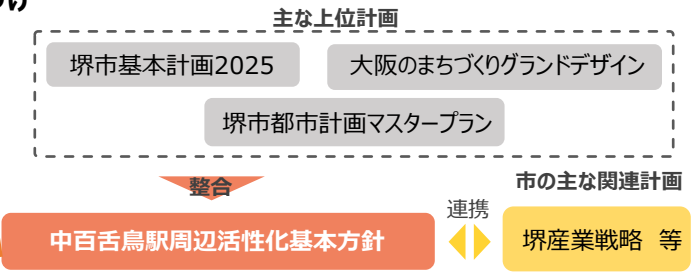 主な上位計画
堺市基本計画2025
大阪のまちづくりグランドデザイン
堺市都市計画マスタープラン
整合
市の主な関連計画
連携
中百舌鳥駅周辺活性化基本方針
堺産業戦略 等